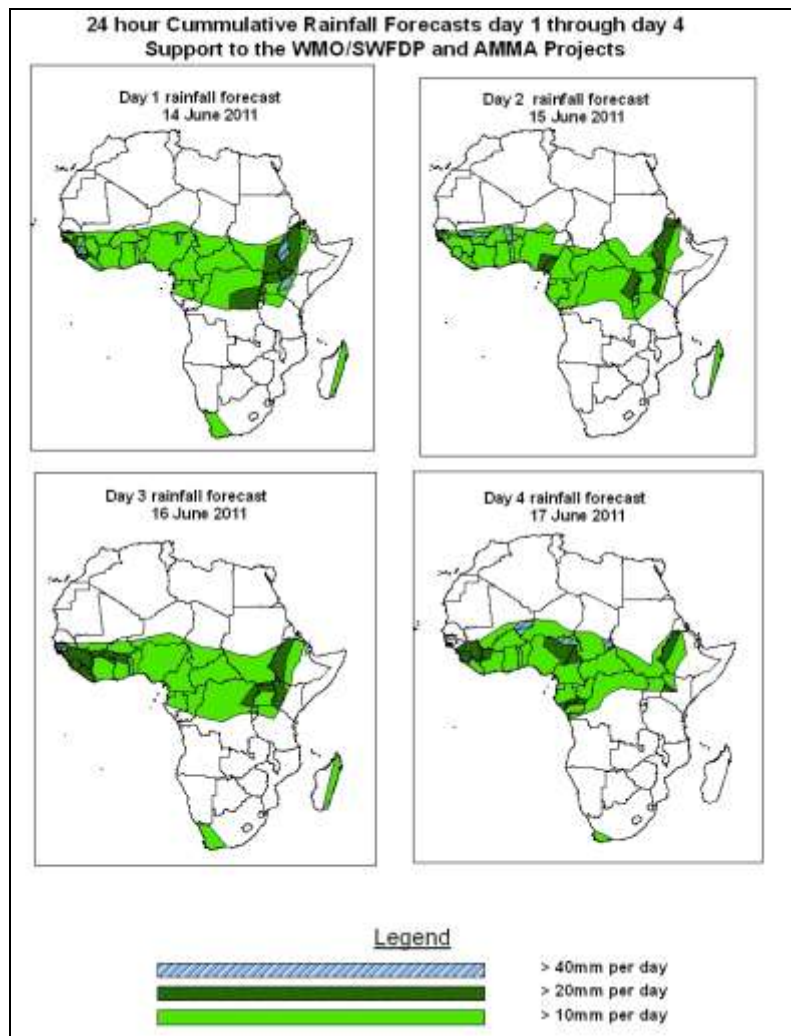 24 hour Cummulative Rainfall Forecasts day 1 through day 4
Support to the WMO/SWFDP and AMMA Projects
Day 1 rainfall forecast
14 June 2011
Day 2 rainfall forecast
15 June 2011
Day 3 rainfall forecast
16 June 2011
Day 4 rainfall forecast
17 June 2011
Legend
> 40mm per day
> 20mm per day
> 10mm per day